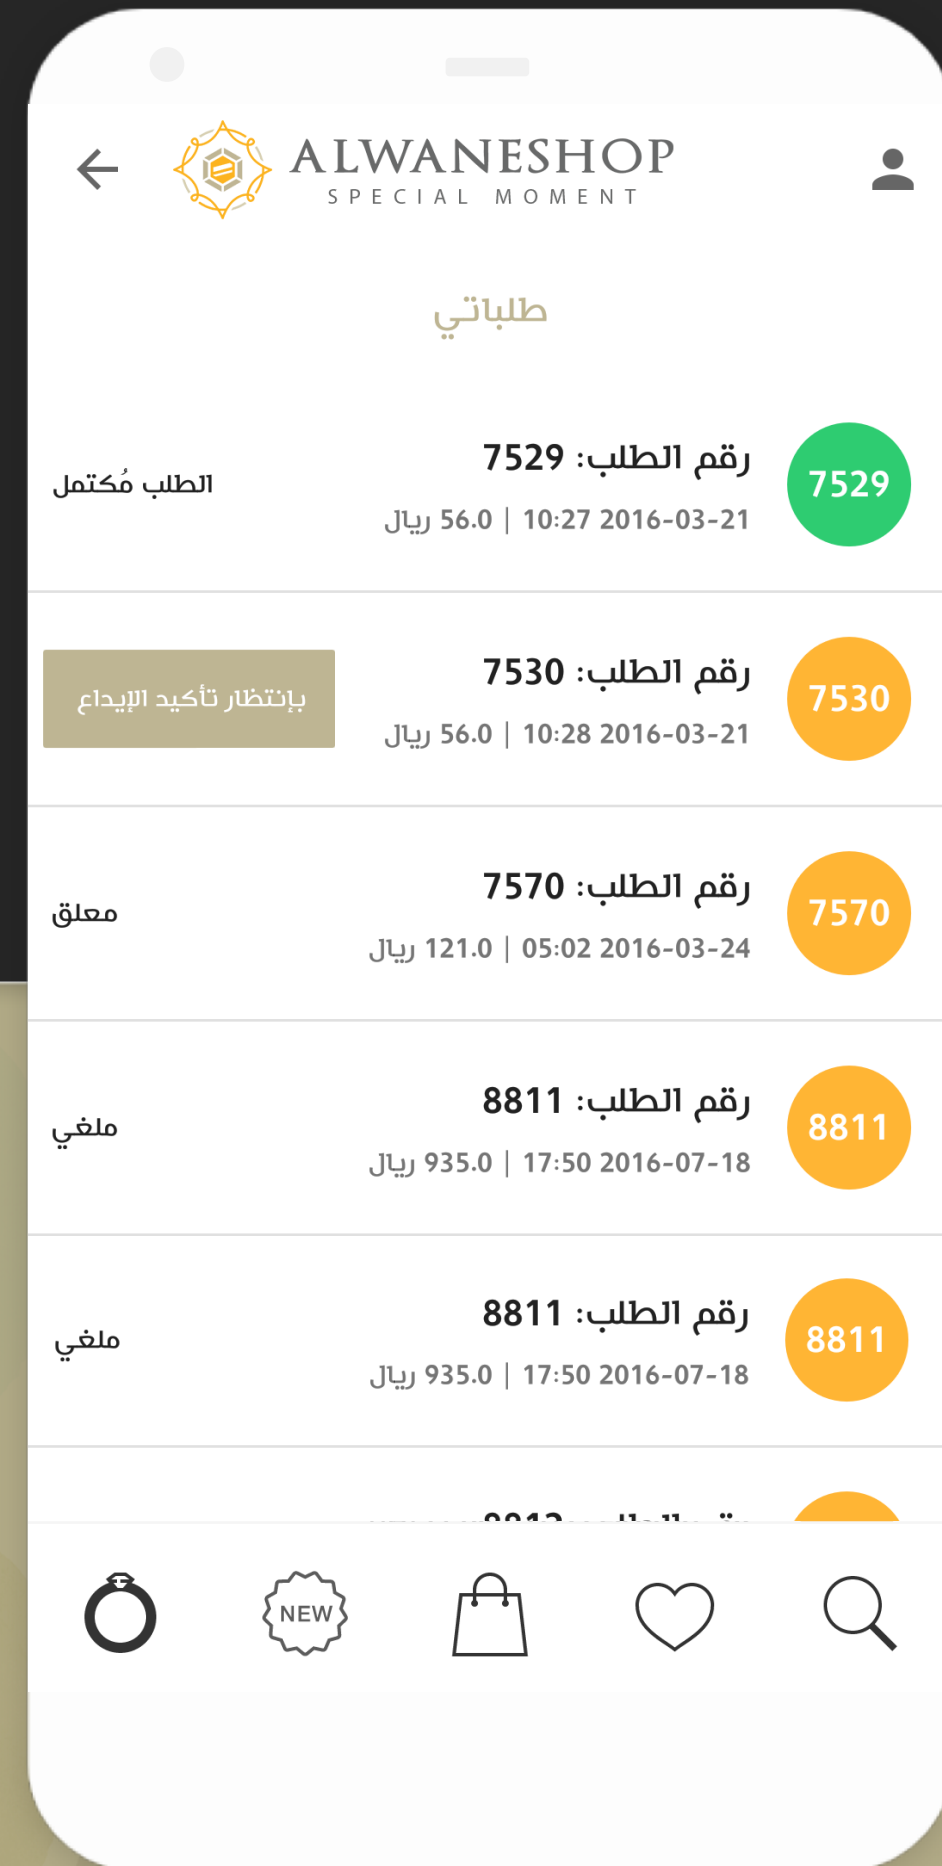 ALWANESHOP
SPECIAL MOMENT
طلباتي
7529
رقم الطلب: 7529
2016-03-21 10:27 | 56.0 ريال
الطلب مُكتمل
7530
رقم الطلب: 7530
2016-03-21 10:28 | 56.0 ريال
بإنتظار تأكيد الإيداع
7570
رقم الطلب: 7570
2016-03-24 05:02 | 121.0 ريال
معلق
8811
رقم الطلب: 8811
2016-07-18 17:50 | 935.0 ريال
ملغي
8811
رقم الطلب: 8811
2016-07-18 17:50 | 935.0 ريال
ملغي
NEW